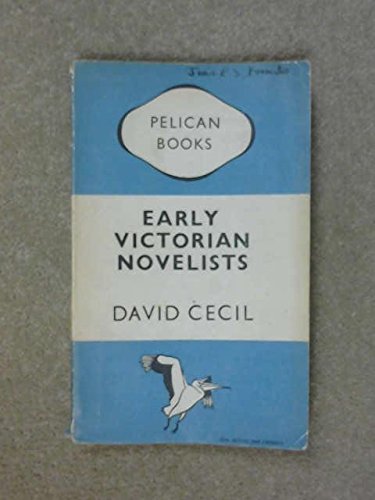 PELICAN
BOOKS
EARLY
VICTORIAN
NOVELISTS
DAVID CECIL